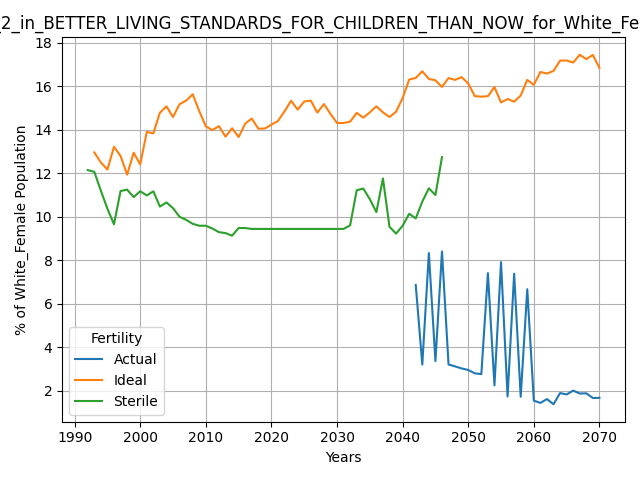 _2_in_BETTER_LIVING_STANDARDS_FOR_CHILDREN_THAN_NOW_for_White_Fe
18
16
14
12
10
8
6
4
2
% of White_Female Population
Fertility
Actual
Ideal
Sterile
1990 2000 2010 2020 2030 2040 2050 2060 2070
Years